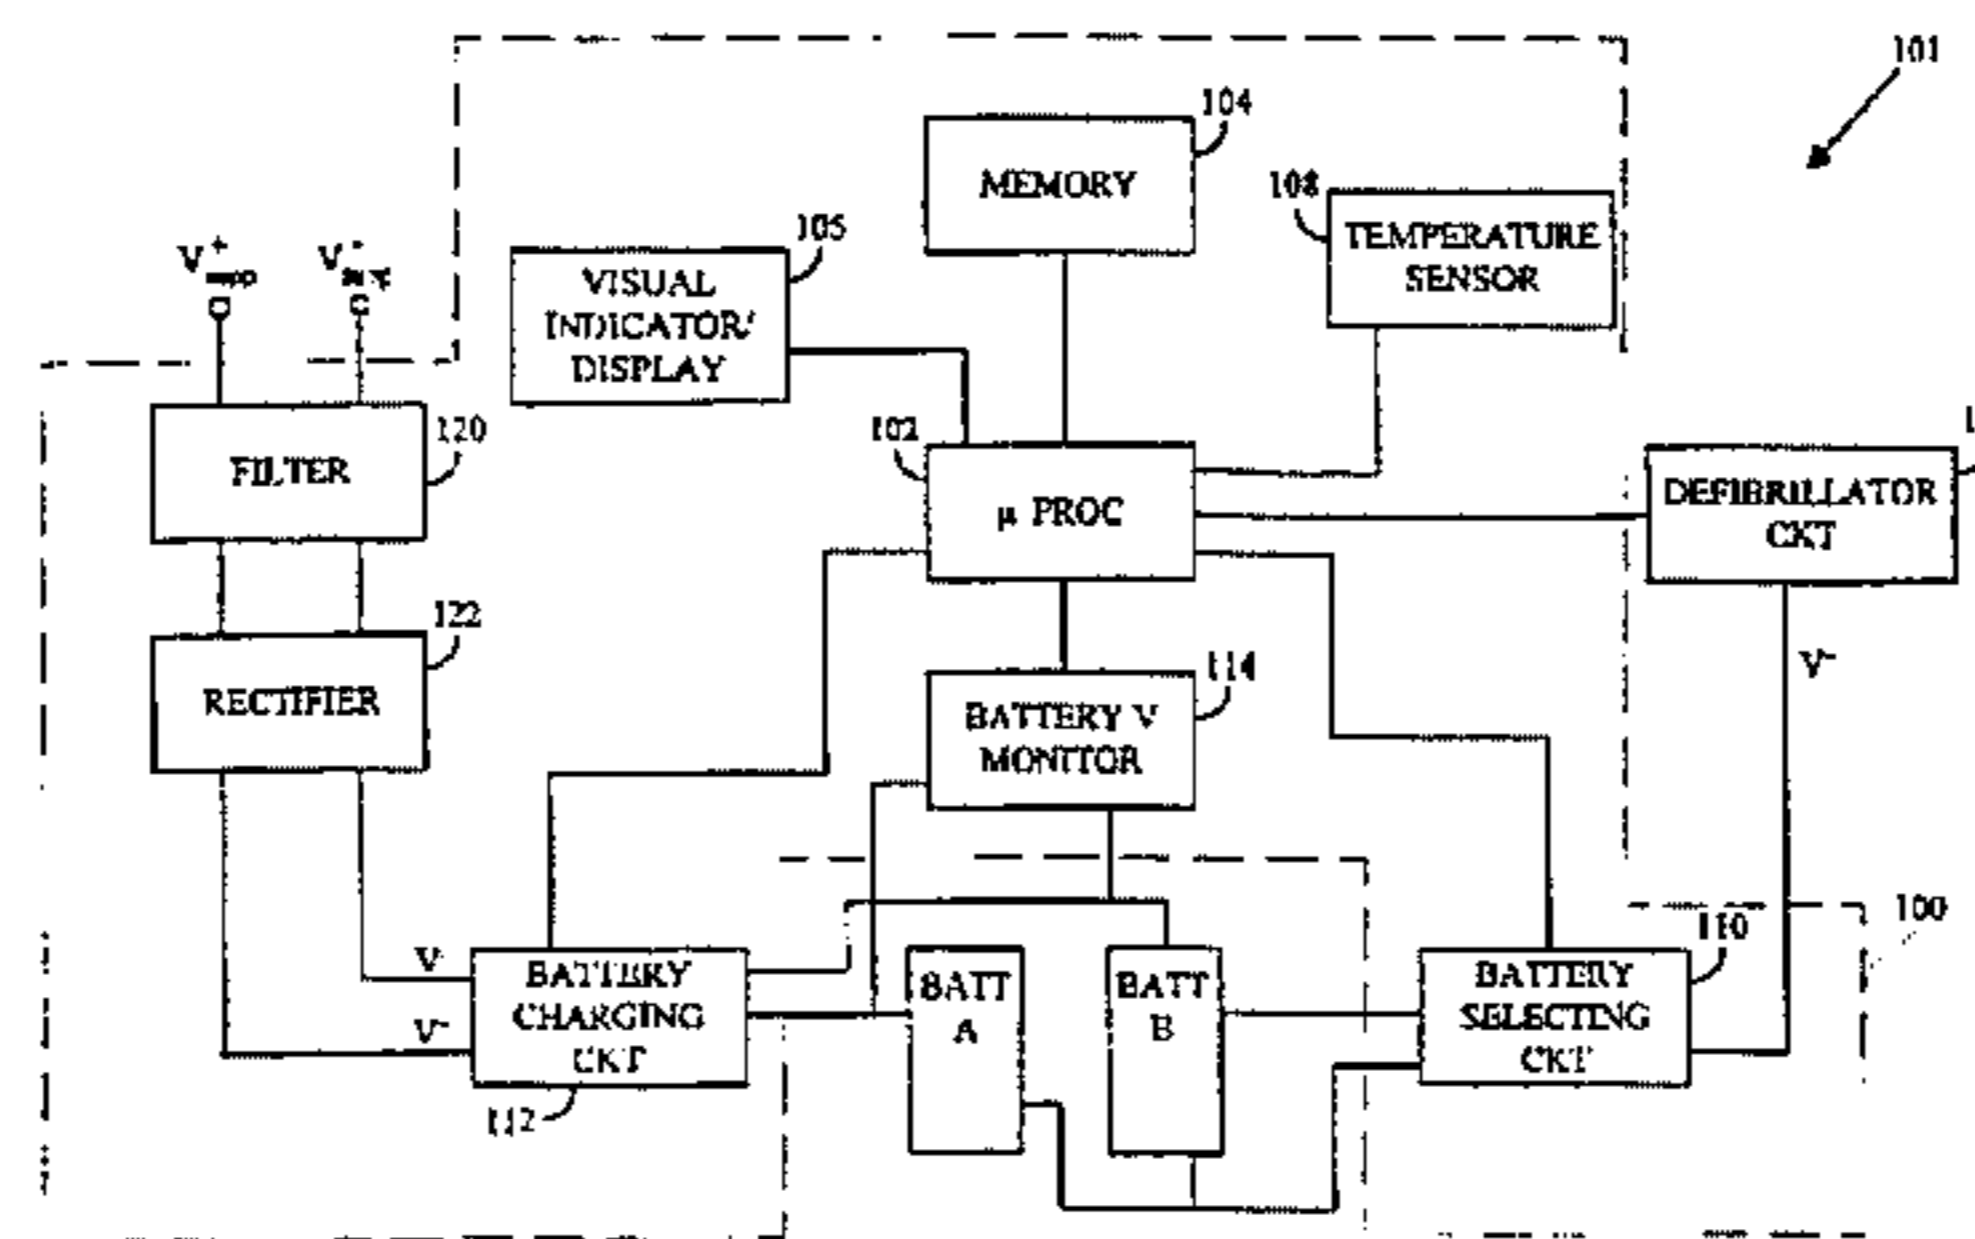 101
104
MEMORY
108
TEMPERATURE
SENSOR
105
VISUAL
INDICATOR/
DISPLAY
V+
V-
120
FILTER
102
µ PROC
DEFIBRILLATOR
CKT
122
RECTIFIER
114
BATTERY V
MONITOR
V-
100
110
V
BATTERY
CHARGING
CKT
V-
112
BATT
A
BATT
B
BATTERY
SELECTING
CKT